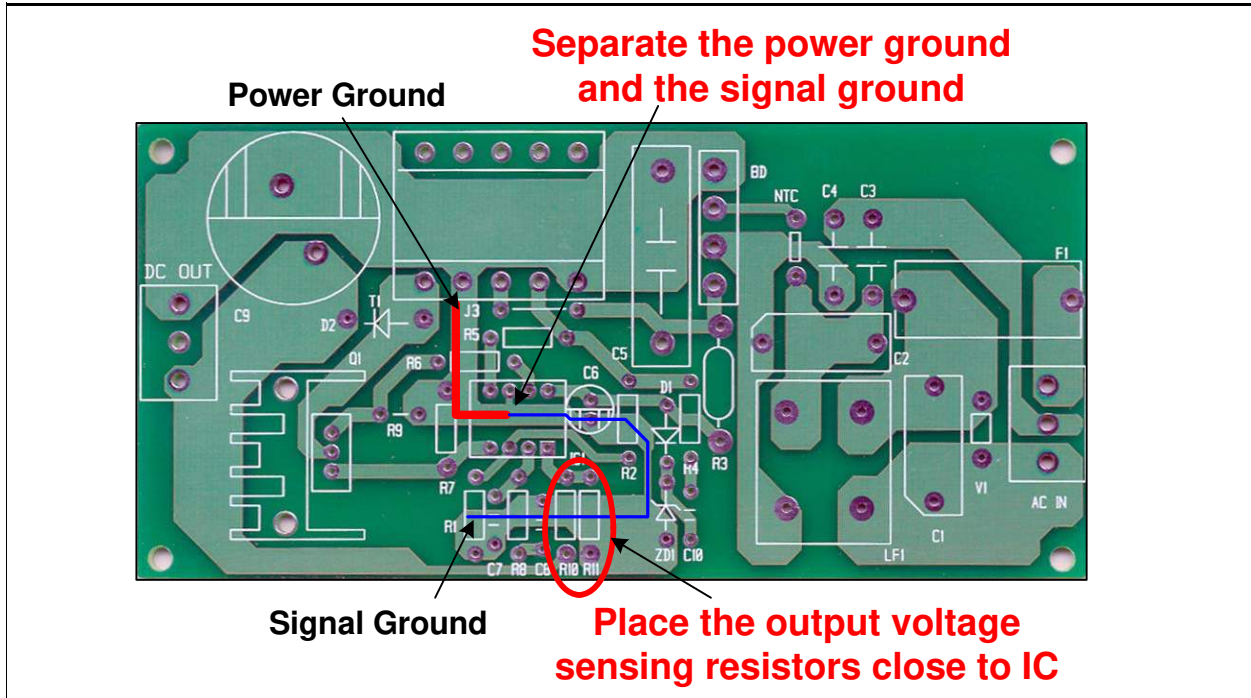 Separate the power ground
and the signal ground
Power Ground
BD
NTC
C4
C3
DC OUT
F1
C9
T1
D2
J3
R5
Q1
R6
C5
C6
D1
C2
R9
R7
R2
R4
R3
R1
V1
AC IN
C7
R8
R10
R11
ZD1
C10
LF1
C1
Signal Ground
Place the output voltage
sensing resistors close to IC